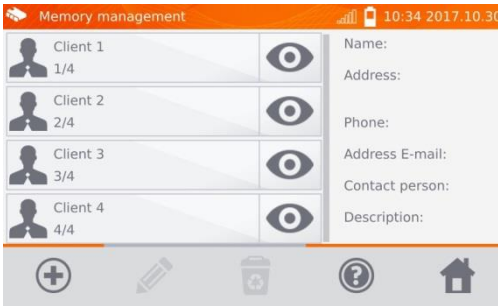 Memory management
10:34 2017.10.30
Client 1
1/4
Client 2
2/4
Client 3
3/4
Client 4
4/4
Name:
Address:
Phone:
Address E-mail:
Contact person:
Description: